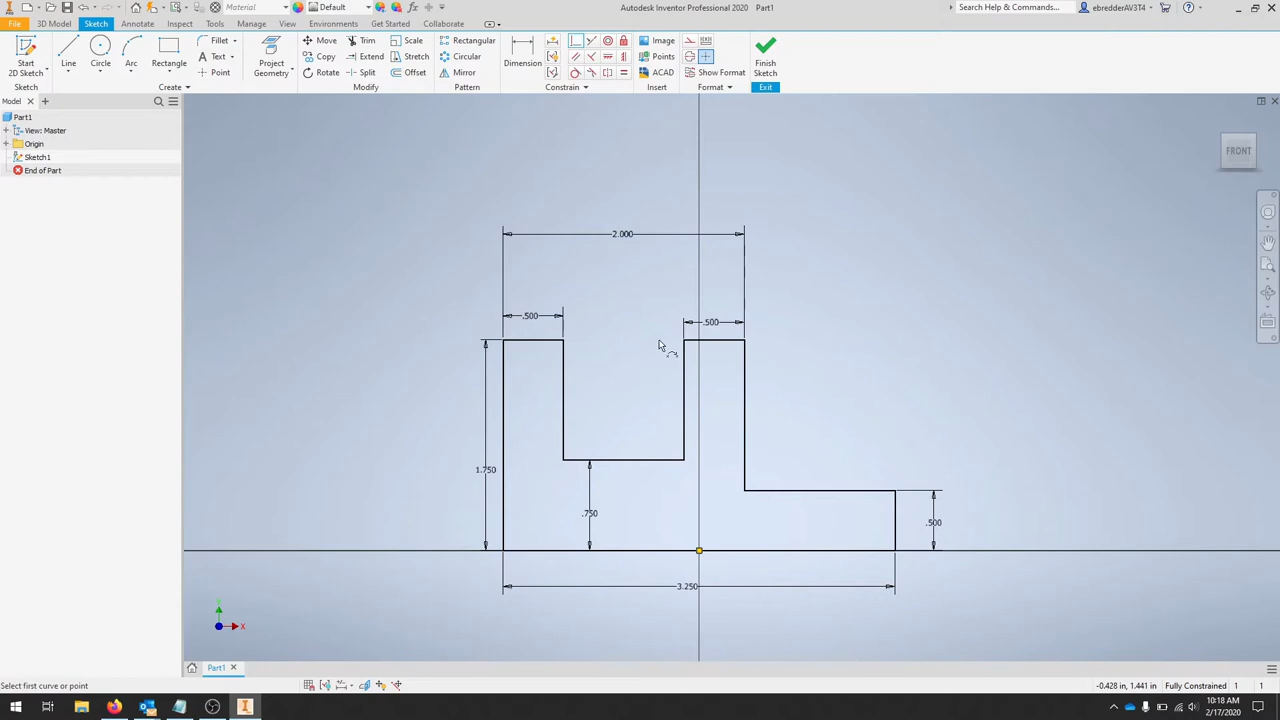 Material
Default
Autodesk Inventor Professional 2020 Part1
Search Help & Commands...
ebredderAV3T4
File
3D Model
Sketch
Annotate
Inspect
Tools
Manage
View
Environments
Get Started
Collaborate
Start
2D Sketch
Line
Circle
Arc
Rectangle
Fillet
Text
Point
Project
Geometry
Move
Copy
Rotate
Trim
Extend
Split
Scale
Stretch
Offset
Rectangular
Circular
Mirror
Dimension
Image
Points
ACAD
Show Format
Finish
Sketch
Sketch
Create
Modify
Pattern
Constrain
Insert
Format
Exit
Model
Part1
View: Master
Origin
Sketch1
End of Part
FRONT
2.000
.500
.500
1.750
.750
.500
3.250
Y
X
Part1
Select first curve or point
-0.428 in, 1.441 in
Fully Constrained
1
1
10:18 AM
2/17/2020